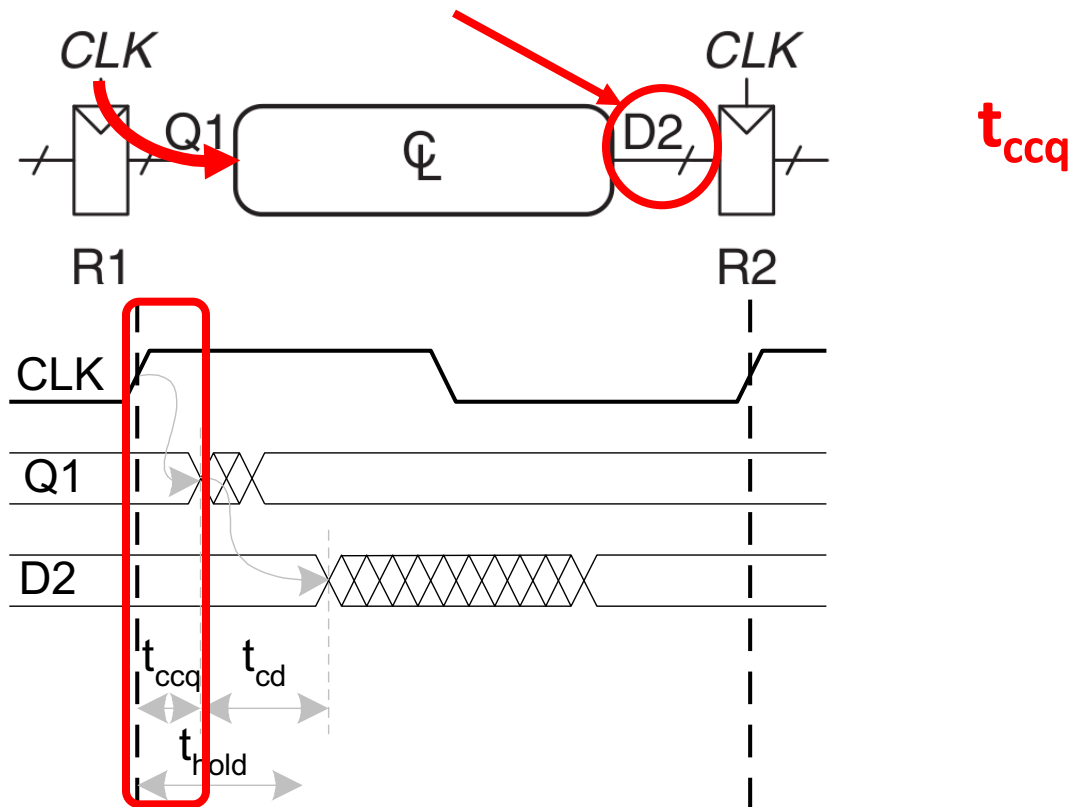 CLK CLK
Q1 CL D2 tccq
R1 R2
CLK
Q1
D2
tccq tcd
thold